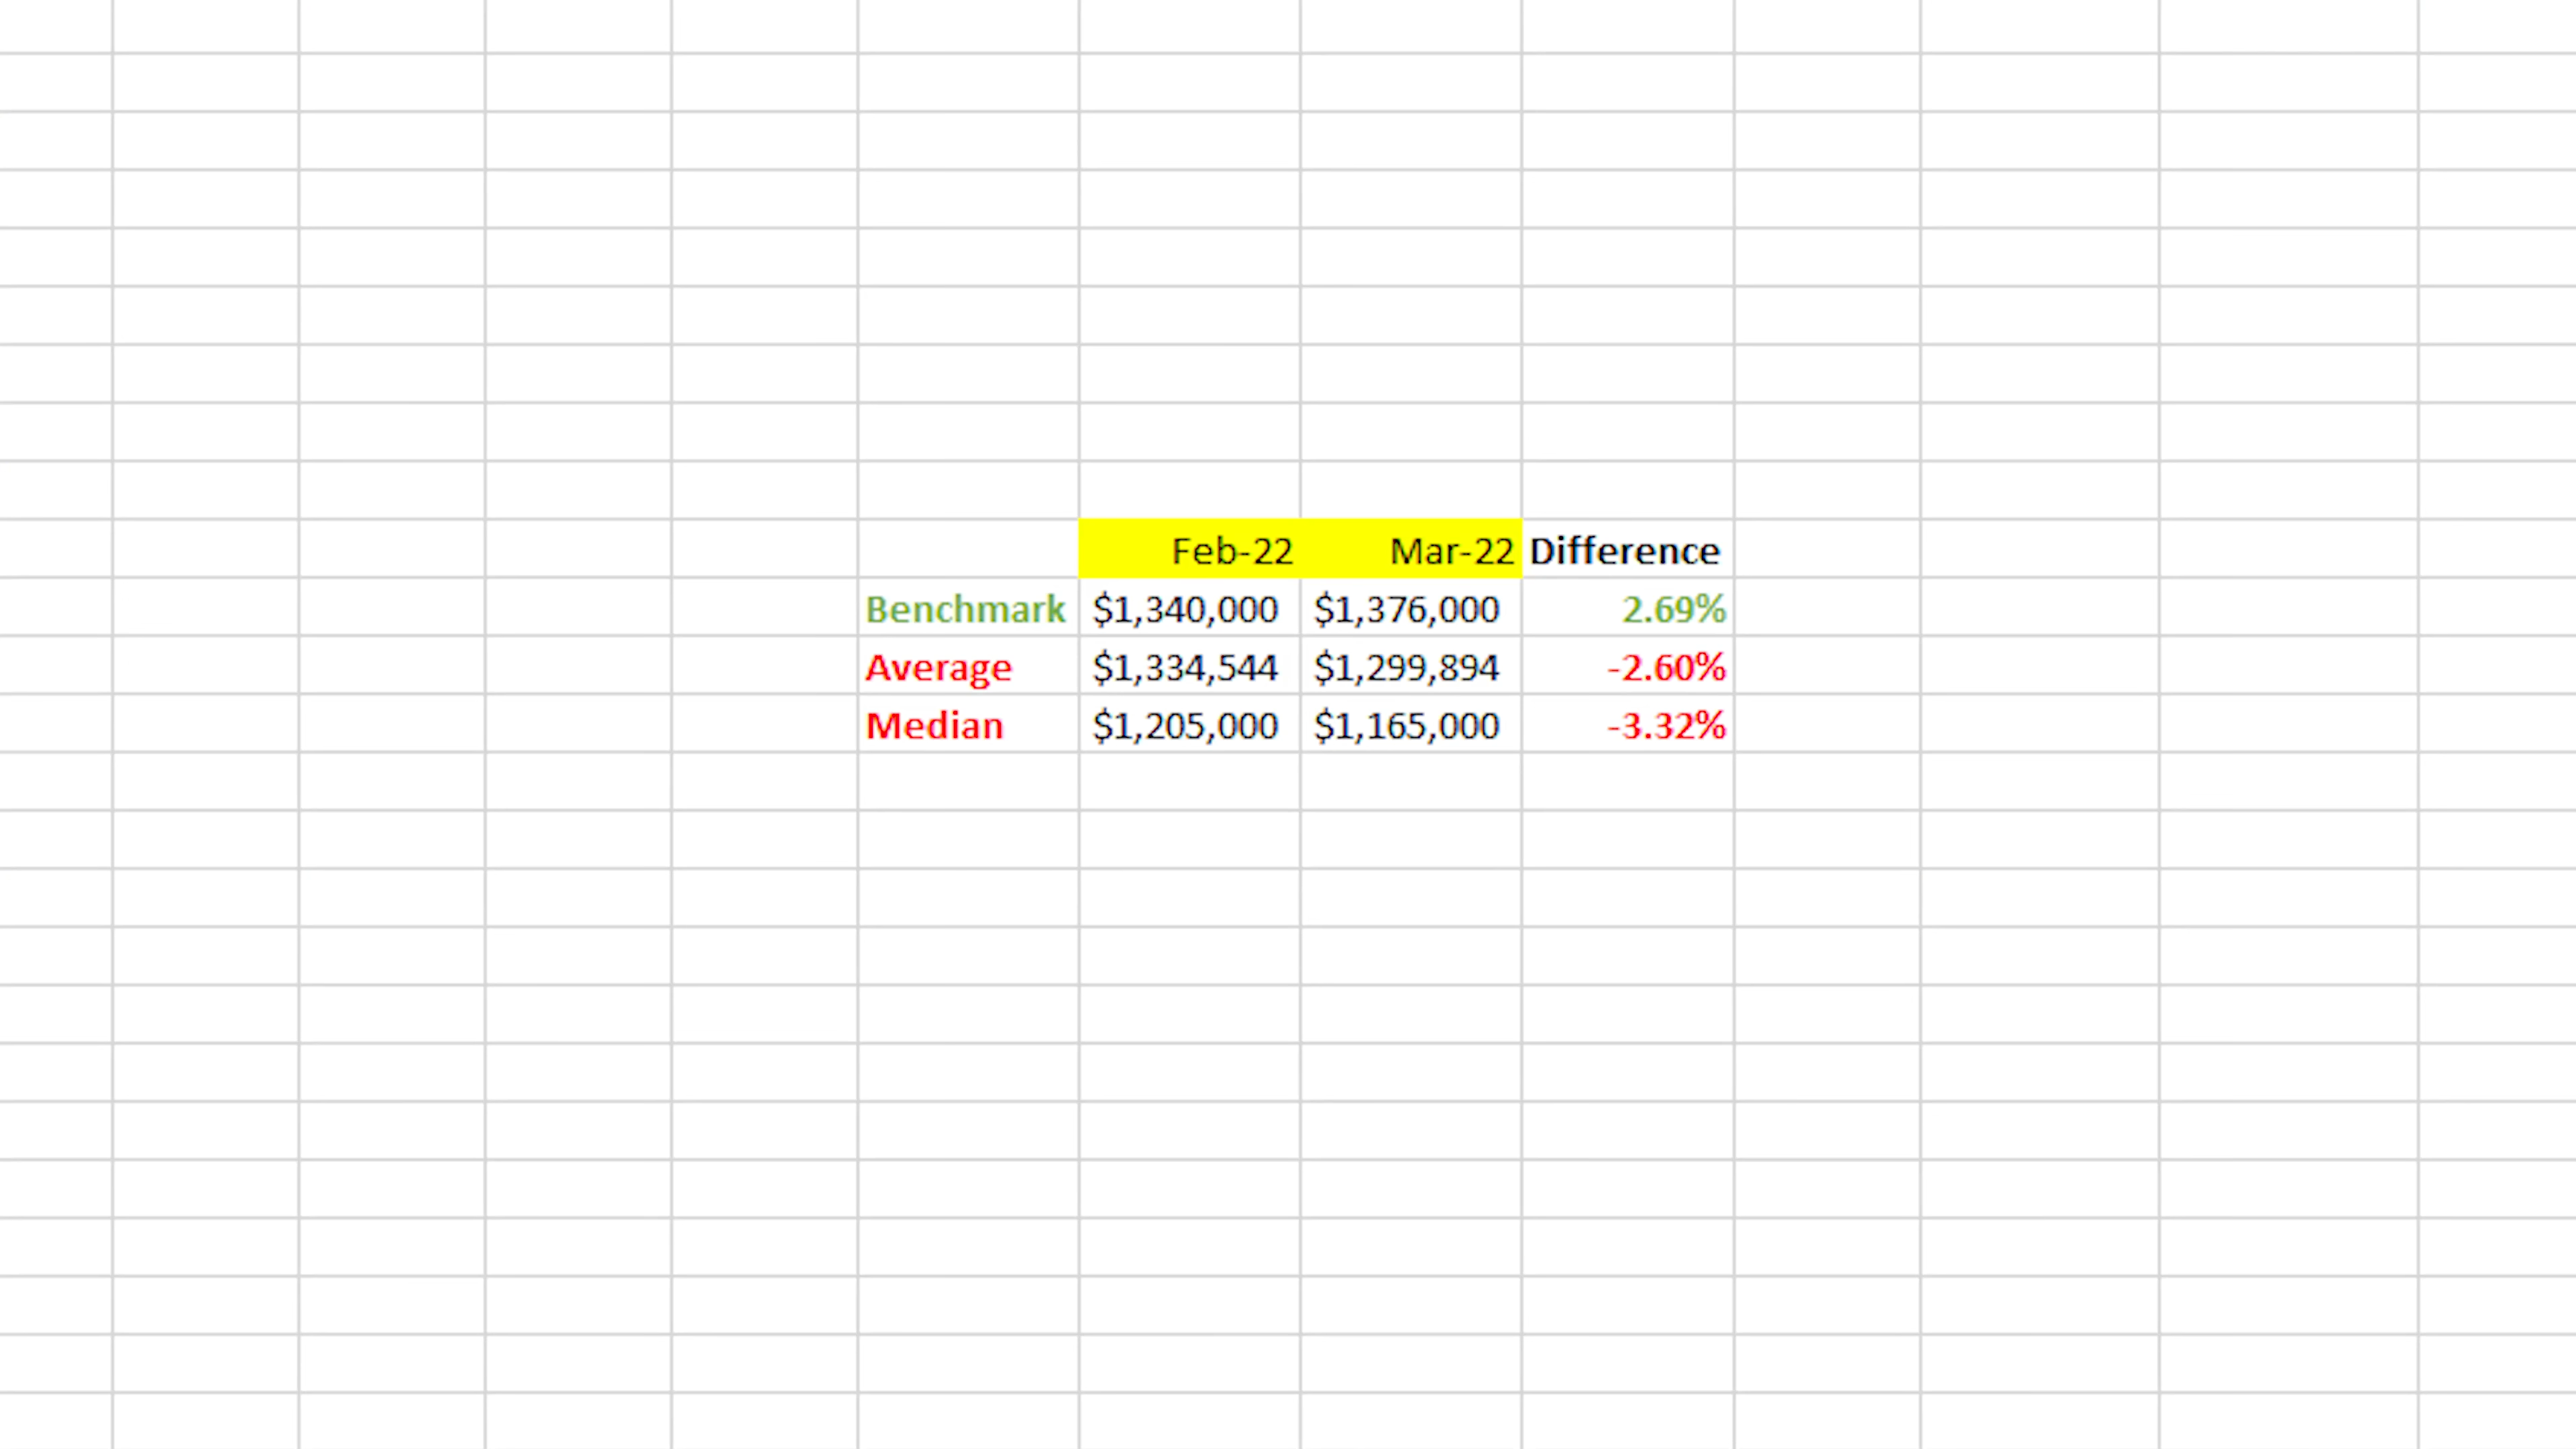 Feb-22 Mar-22 Difference
Benchmark $1,340,000 $1,376,000 2.69%
Average $1,334,544 $1,299,894 -2.60%
Median $1,205,000 $1,165,000 -3.32%